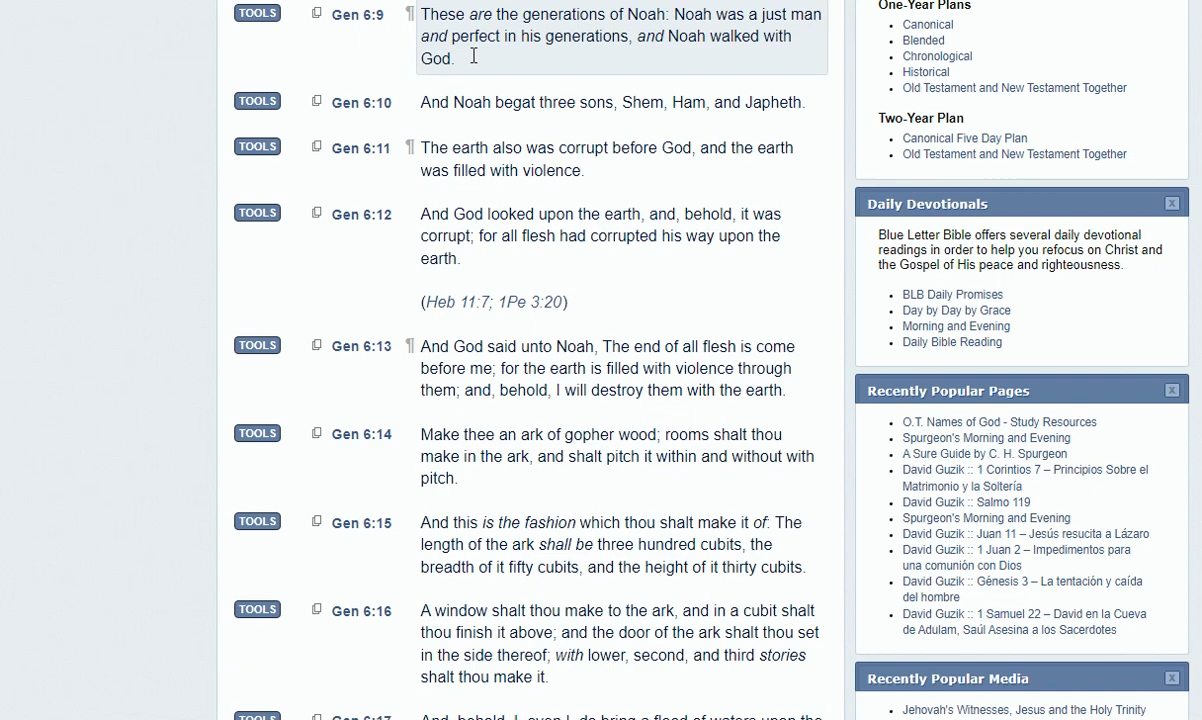 TOOLS Gen 6:9 ¶ These are the generations of Noah: Noah was a just man
and perfect in his generations, and Noah walked with
God.
TOOLS Gen 6:10 And Noah begat three sons, Shem, Ham, and Japheth.
TOOLS Gen 6:11 ¶ The earth also was corrupt before God, and the earth
was filled with violence.
TOOLS Gen 6:12 And God looked upon the earth, and, behold, it was
corrupt; for all flesh had corrupted his way upon the
earth.
(Heb 11:7; 1Pe 3:20)
TOOLS Gen 6:13 ¶ And God said unto Noah, The end of all flesh is come
before me; for the earth is filled with violence through
them; and, behold, I will destroy them with the earth.
TOOLS Gen 6:14 Make thee an ark of gopher wood; rooms shalt thou
make in the ark, and shalt pitch it within and without with
pitch.
TOOLS Gen 6:15 And this is the fashion which thou shalt make it of: The
length of the ark shall be three hundred cubits, the
breadth of it fifty cubits, and the height of it thirty cubits.
TOOLS Gen 6:16 A window shalt thou make to the ark, and in a cubit shalt
thou finish it above; and the door of the ark shalt thou set
in the side thereof; with lower, second, and third stories
shalt thou make it.
TOOLS Gen 6:17 And, behold, I, even I, do bring a flood of waters upon the
One-Year Plans
Canonical
Blended
Chronological
Historical
Old Testament and New Testament Together
Two-Year Plan
Canonical Five Day Plan
Old Testament and New Testament Together
Daily Devotionals x
Blue Letter Bible offers several daily devotional
readings in order to help you refocus on Christ and
the Gospel of His peace and righteousness.
BLB Daily Promises
Day by Day by Grace
Morning and Evening
Daily Bible Reading
Recently Popular Pages x
O.T. Names of God - Study Resources
Spurgeon's Morning and Evening
A Sure Guide by C. H. Spurgeon
David Guzik :: 1 Corintios 7 – Principios Sobre el
Matrimonio y la Soltería
David Guzik :: Salmo 119
Spurgeon's Morning and Evening
David Guzik :: Juan 11 – Jesús resucita a Lázaro
David Guzik :: 1 Juan 2 – Impedimentos para
una comunión con Dios
David Guzik :: Génesis 3 – La tentación y caída
del hombre
David Guzik :: 1 Samuel 22 – David en la Cueva
de Adulam, Saúl Asesina a los Sacerdotes
Recently Popular Media x
Jehovah's Witnesses, Jesus and the Holy Trinity